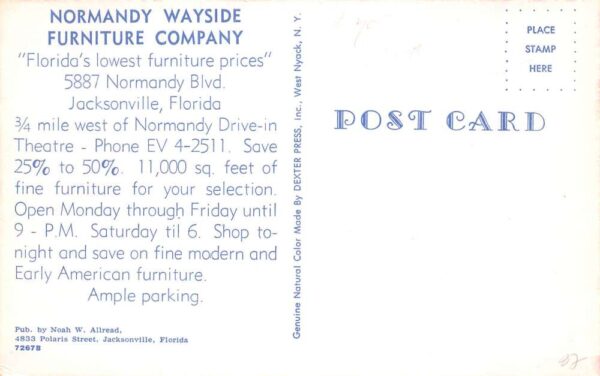 NORMANDY WAYSIDE
FURNITURE COMPANY
"Florida's lowest furniture prices"
5887 Normandy Blvd.
Jacksonville, Florida
3/4 mile west of Normandy Drive-in
Theatre - Phone EV 4-2511. Save
25% to 50%. 11,000 sq. feet of
fine furniture for your selection.
Open Monday through Friday until
9 - P.M. Saturday til 6. Shop to-
night and save on fine modern and
Early American furniture.
Ample parking.
Pub. by Noah W. Allread,
4833 Polaris Street, Jacksonville, Florida
7267B
Genuine Natural Color Made By DEXTER PRESS, Inc., West Nyack, N. Y.
POST CARD
PLACE
STAMP
HERE